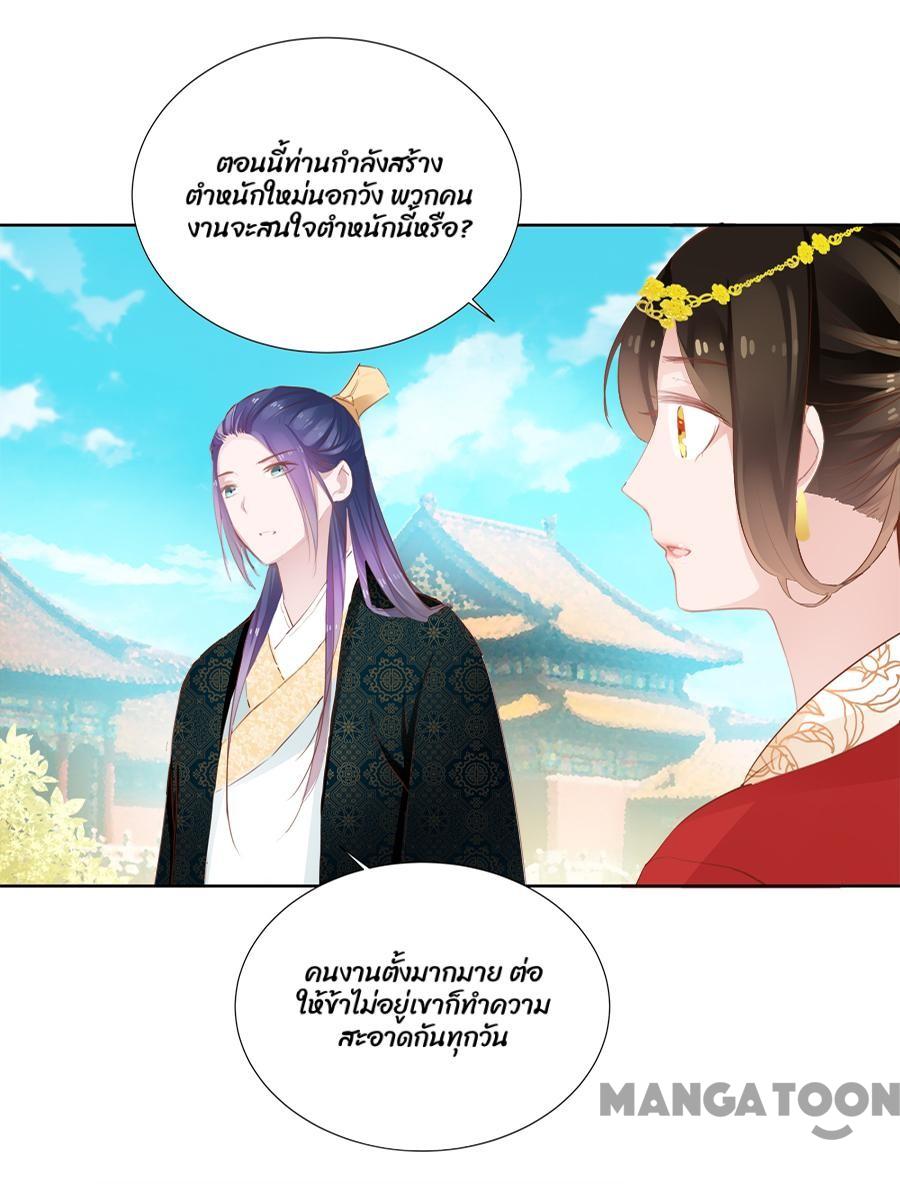 ตอนนี้ท่านกำลังสร้าง
ตำหนักใหม่นอกวัง พวกคน
งานจะสนใจตำหนักนี้หรือ?
คนงานตั้งมากมาย ต่อ
ให้ข้าไม่อยู่เขาก็ทำความ
สะอาดกันทุกวัน
MANGATOON